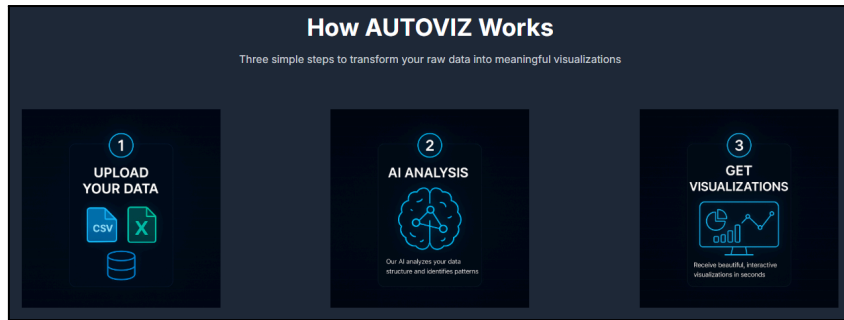 How AUTOVIZ Works
Three simple steps to transform your raw data into meaningful visualizations
1
UPLOAD
YOUR DATA
CSV
X
2
AI ANALYSIS
Our AI analyzes your data
structure and identifies patterns
3
GET
VISUALIZATIONS
Receive beautiful, interactive
visualizations in seconds